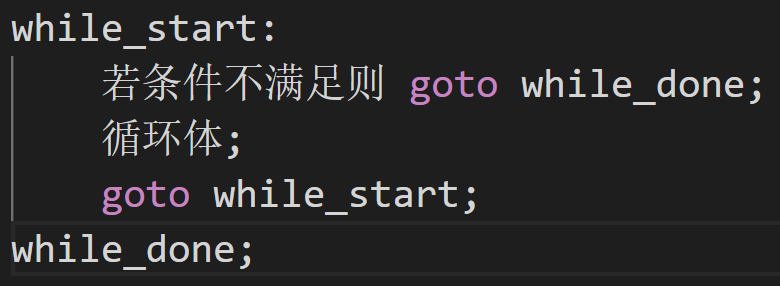 while_start:
若条件不满足则 goto while_done;
循环体;
goto while_start;
while_done;